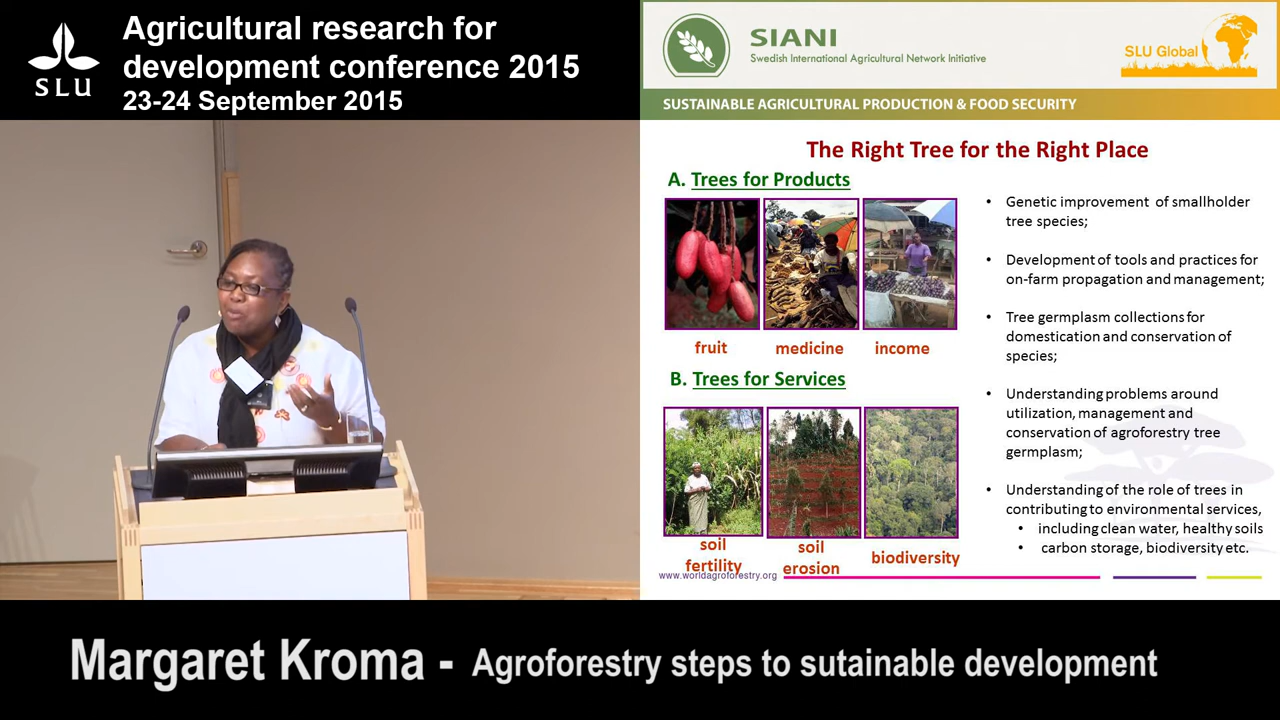 SLU
Agricultural research for
development conference 2015
23-24 September 2015
SIANI
Swedish International Agricultural Network Initiative
SLU Global
SUSTAINABLE AGRICULTURAL PRODUCTION & FOOD SECURITY
The Right Tree for the Right Place
A. Trees for Products
fruit
medicine
income
B. Trees for Services
soil
fertility
soil
erosion
biodiversity
• Genetic improvement of smallholder
tree species;
• Development of tools and practices for
on-farm propagation and management;
• Tree germplasm collections for
domestication and conservation of
species;
• Understanding problems around
utilization, management and
conservation of agroforestry tree
germplasm;
• Understanding of the role of trees in
contributing to environmental services,
• including clean water, healthy soils
• carbon storage, biodiversity etc.
www.worldagroforestry.org
Margaret Kroma - Agroforestry steps to sutainable development